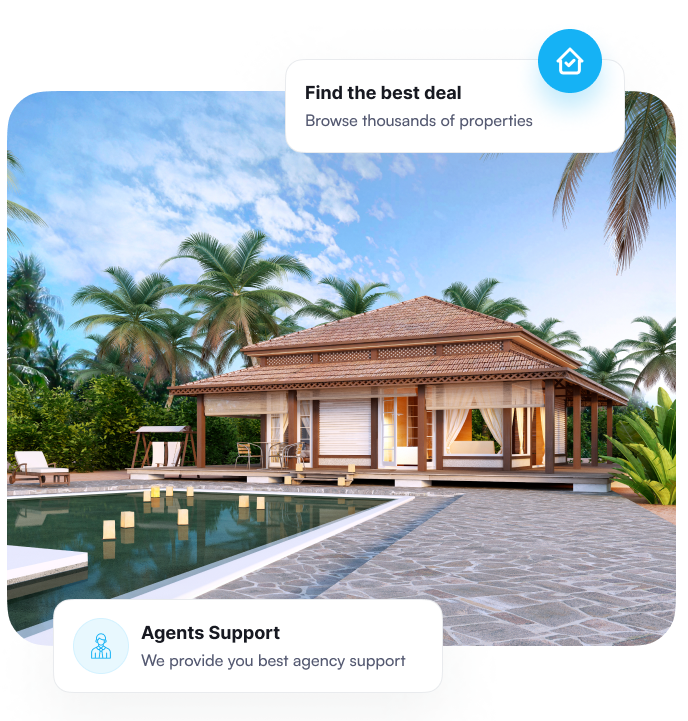 Find the best deal
Browse thousands of properties
Agents Support
We provide you best agency support